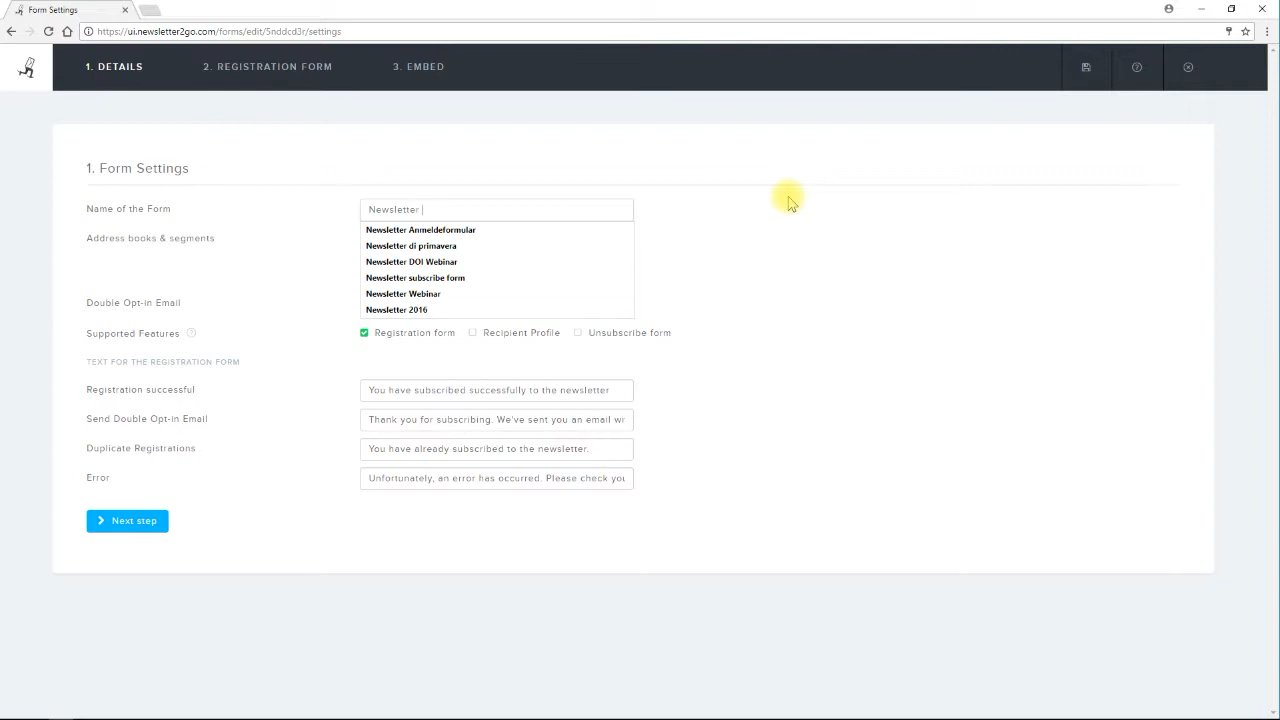 Form Settings
https://ui.newsletter2go.com/forms/edit/5nddcd3r/settings
1. DETAILS 2. REGISTRATION FORM 3. EMBED
1. Form Settings
Name of the Form
Newsletter
Newsletter Anmeldeformular
Address books & segments
Newsletter di primavera
Newsletter DOI Webinar
Newsletter subscribe form
Newsletter Webinar
Double Opt-in Email
Newsletter 2016
Supported Features ?
Registration form Recipient Profile Unsubscribe form
TEXT FOR THE REGISTRATION FORM
Registration successful
You have subscribed successfully to the newsletter
Send Double Opt-in Email
Thank you for subscribing. We've sent you an email wi
Duplicate Registrations
You have already subscribed to the newsletter.
Error
Unfortunately, an error has occurred. Please check you
Next step